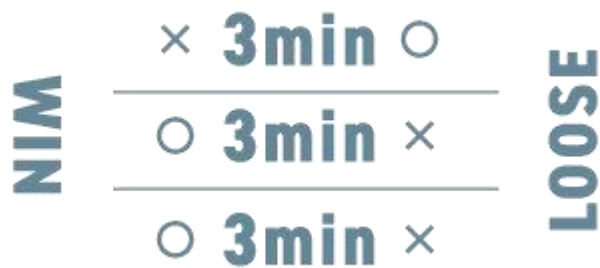 × 3min ○
WIN
○ 3min ×
LOOSE
○ 3min ×